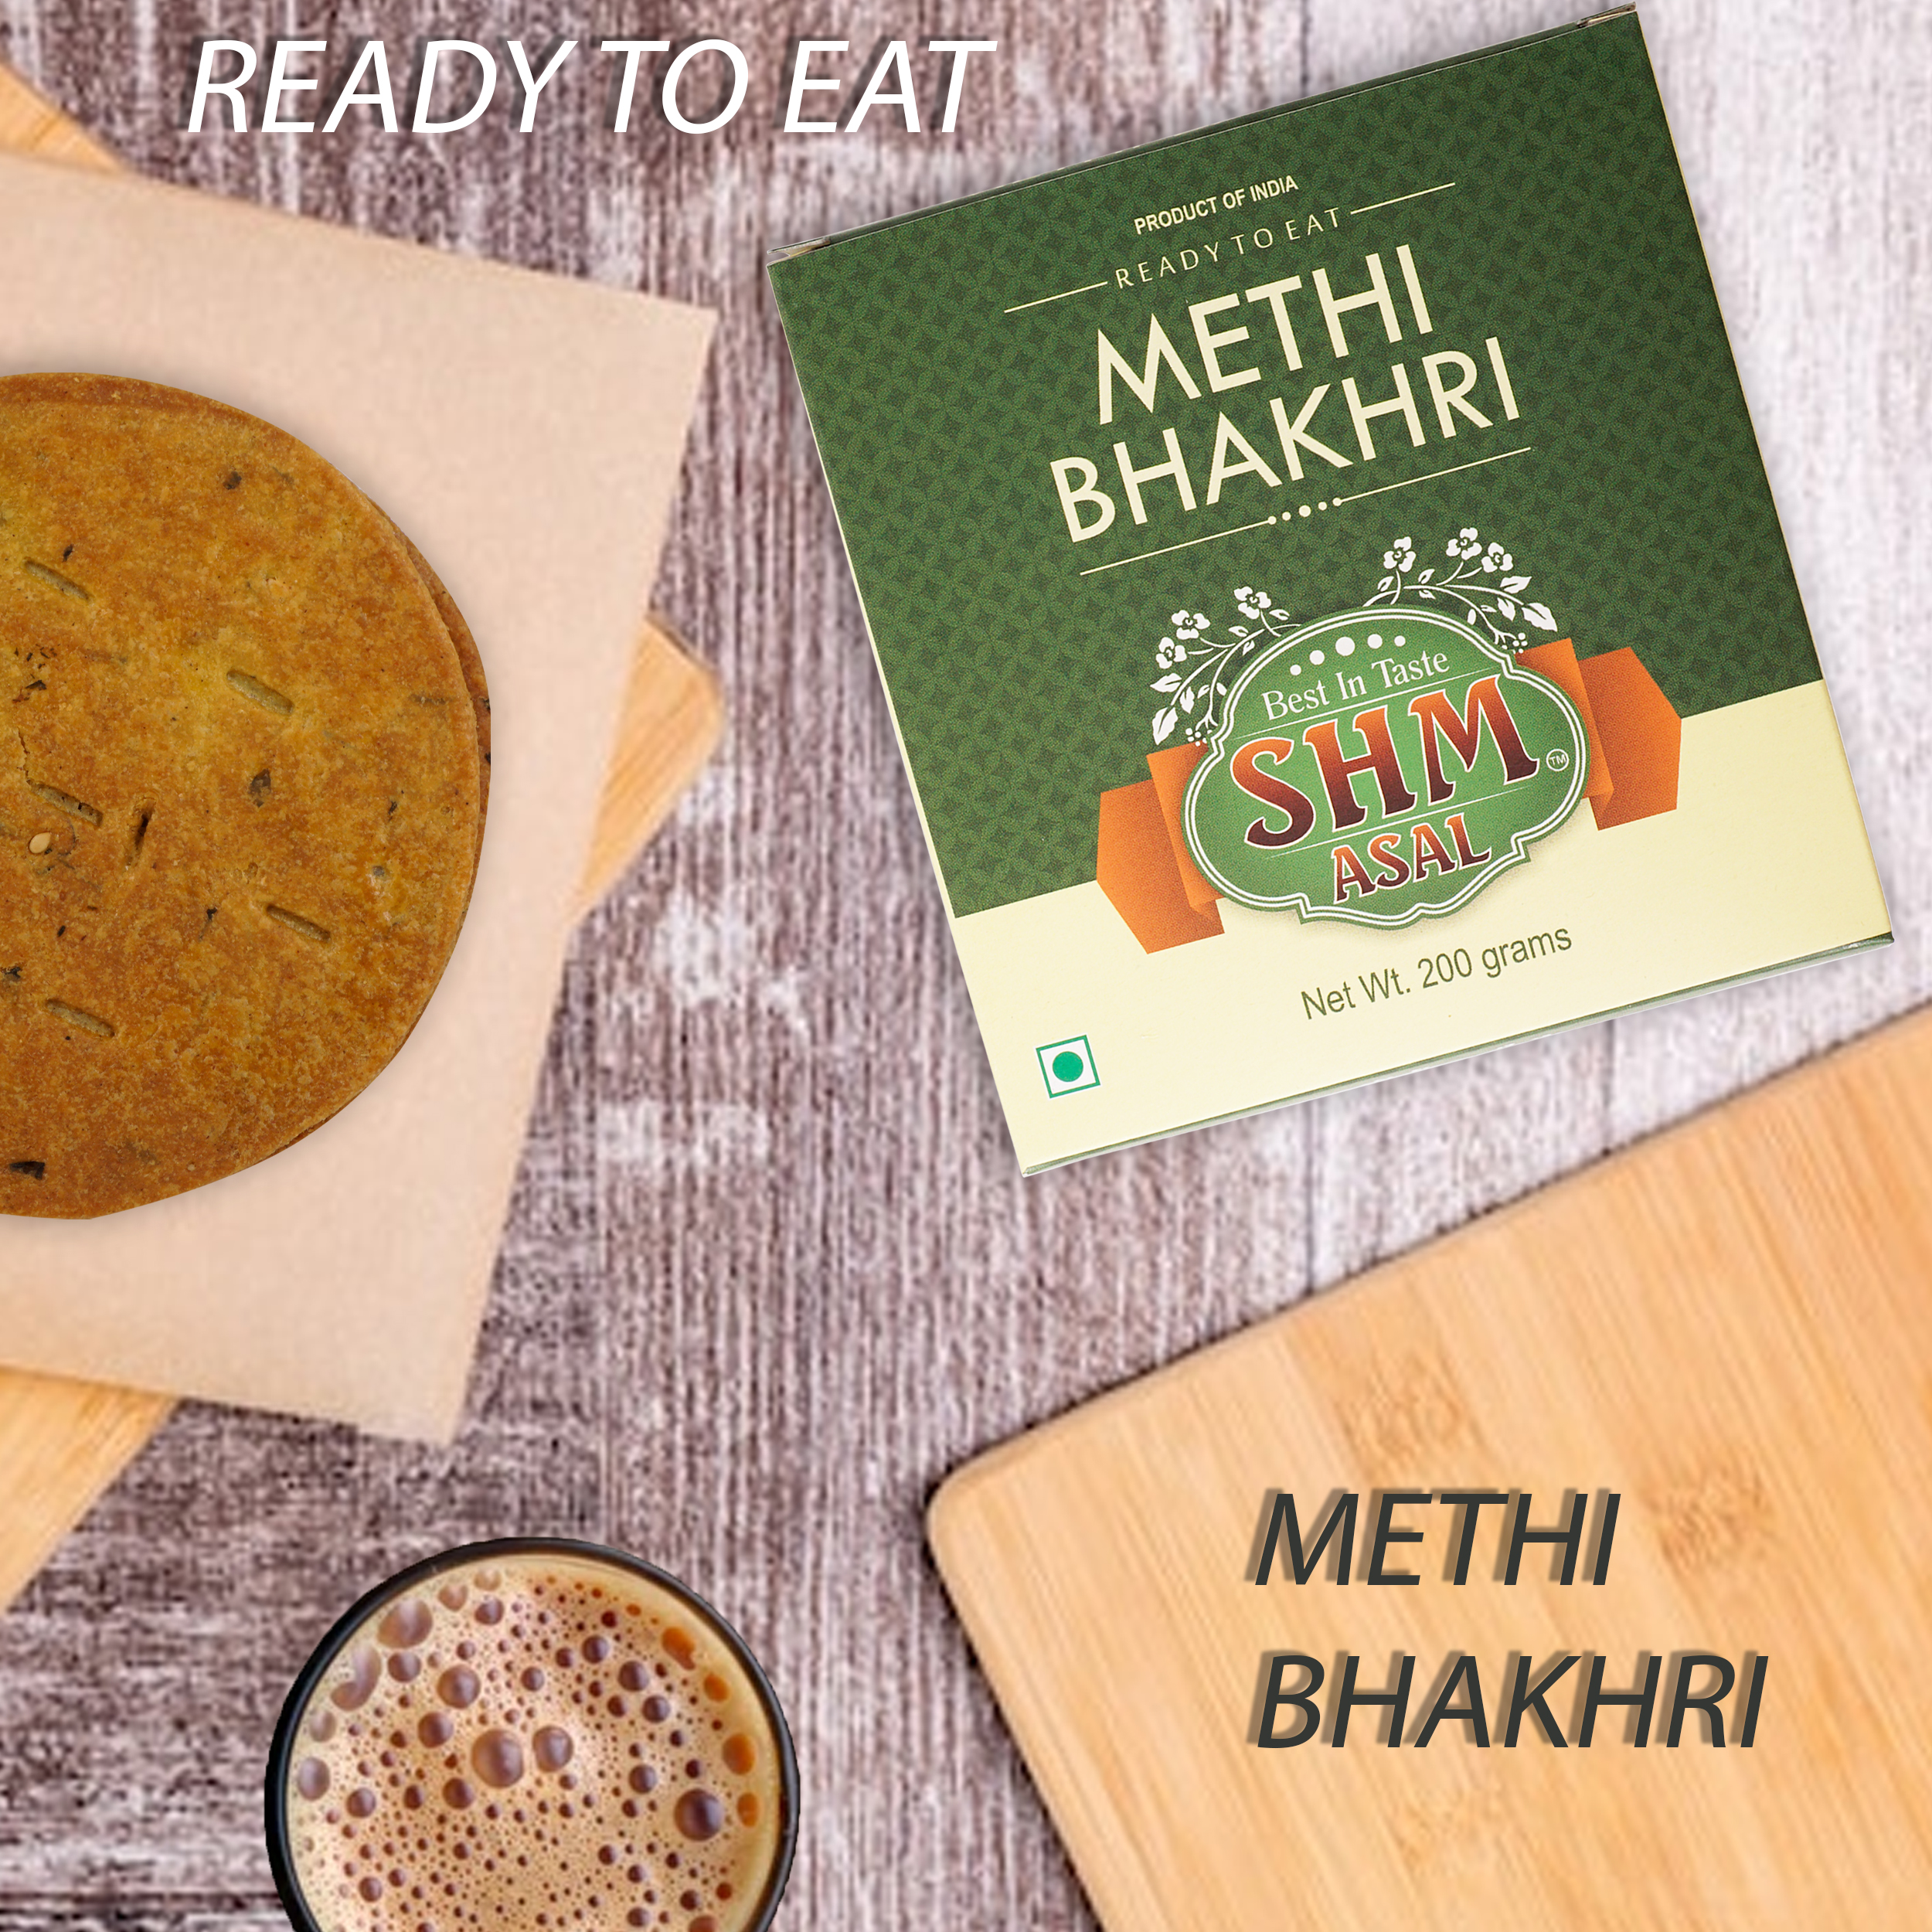 READY TO EAT
PRODUCT OF INDIA
READY TO EAT
METHI
BHAKHRI
Best In Taste
SHM
TM
ASAL
Net Wt. 200 grams
METHI
BHAKHRI